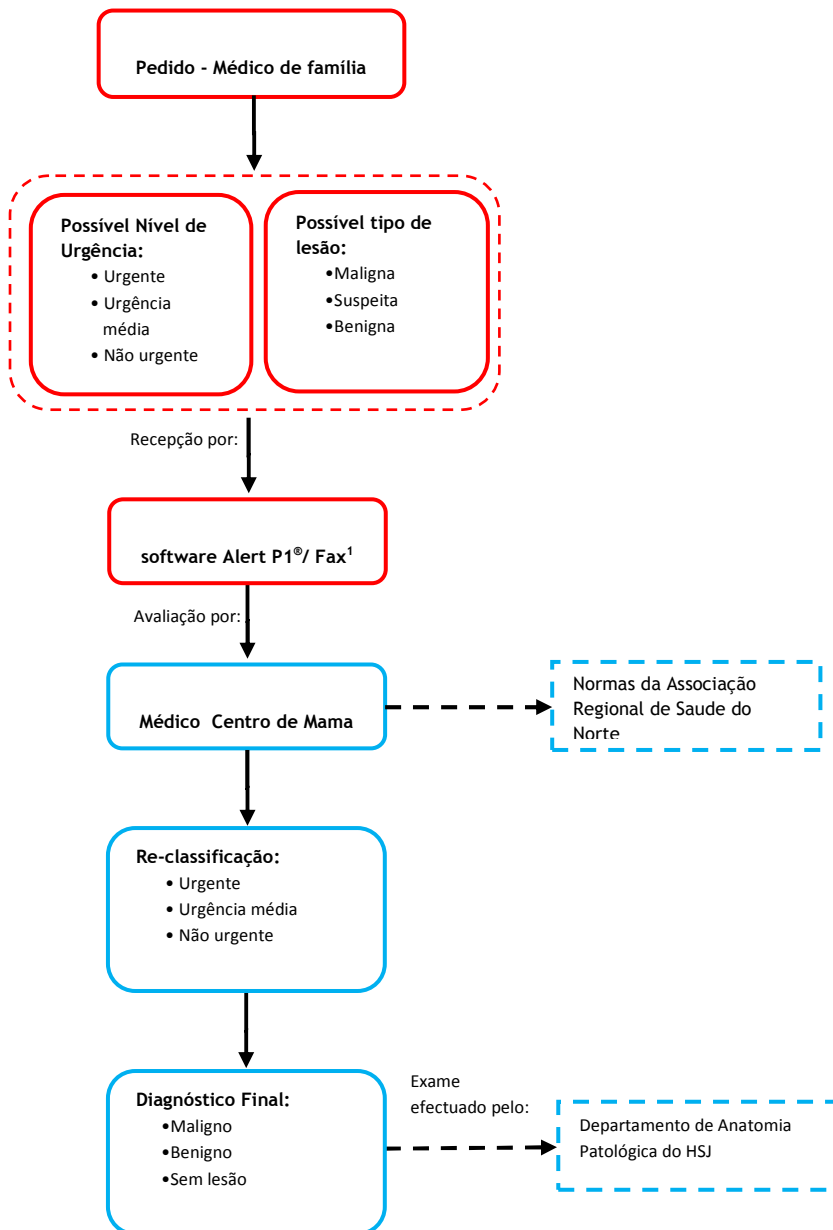 Pedido - Médico de família
Possível Nível de
Urgência:
• Urgente
• Urgência
média
• Não urgente
Possível tipo de
lesão:
•Maligna
•Suspeita
•Benigna
Recepção por:
software Alert P1®/ Fax¹
Avaliação por:
Médico Centro de Mama
Normas da Associação
Regional de Saude do
Norte
Re-classificação:
• Urgente
• Urgência média
• Não urgente
Diagnóstico Final:
•Maligno
•Benigno
•Sem lesão
Exame
efectuado pelo:
Departamento de Anatomia
Patológica do HSJ